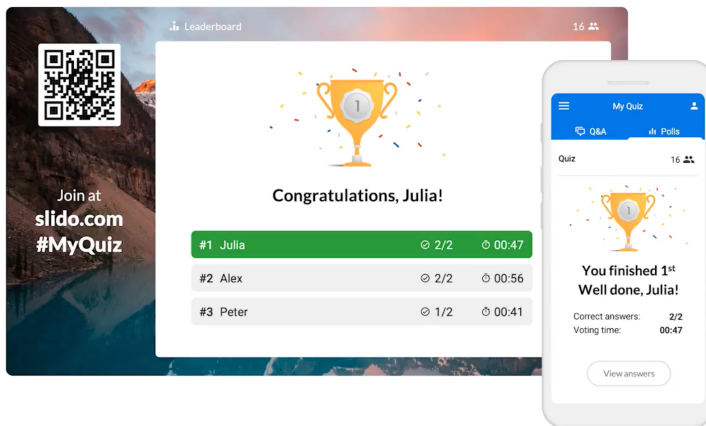 Leaderboard
16
Join at
slido.com
#MyQuiz
1
Congratulations, Julia!
#1 Julia 2/2 00:47
#2 Alex 2/2 00:56
#3 Peter 1/2 00:41
My Quiz
Q&A Polls
Quiz 16
1
You finished 1st
Well done, Julia!
Correct answers: 2/2
Voting time: 00:47
View answers